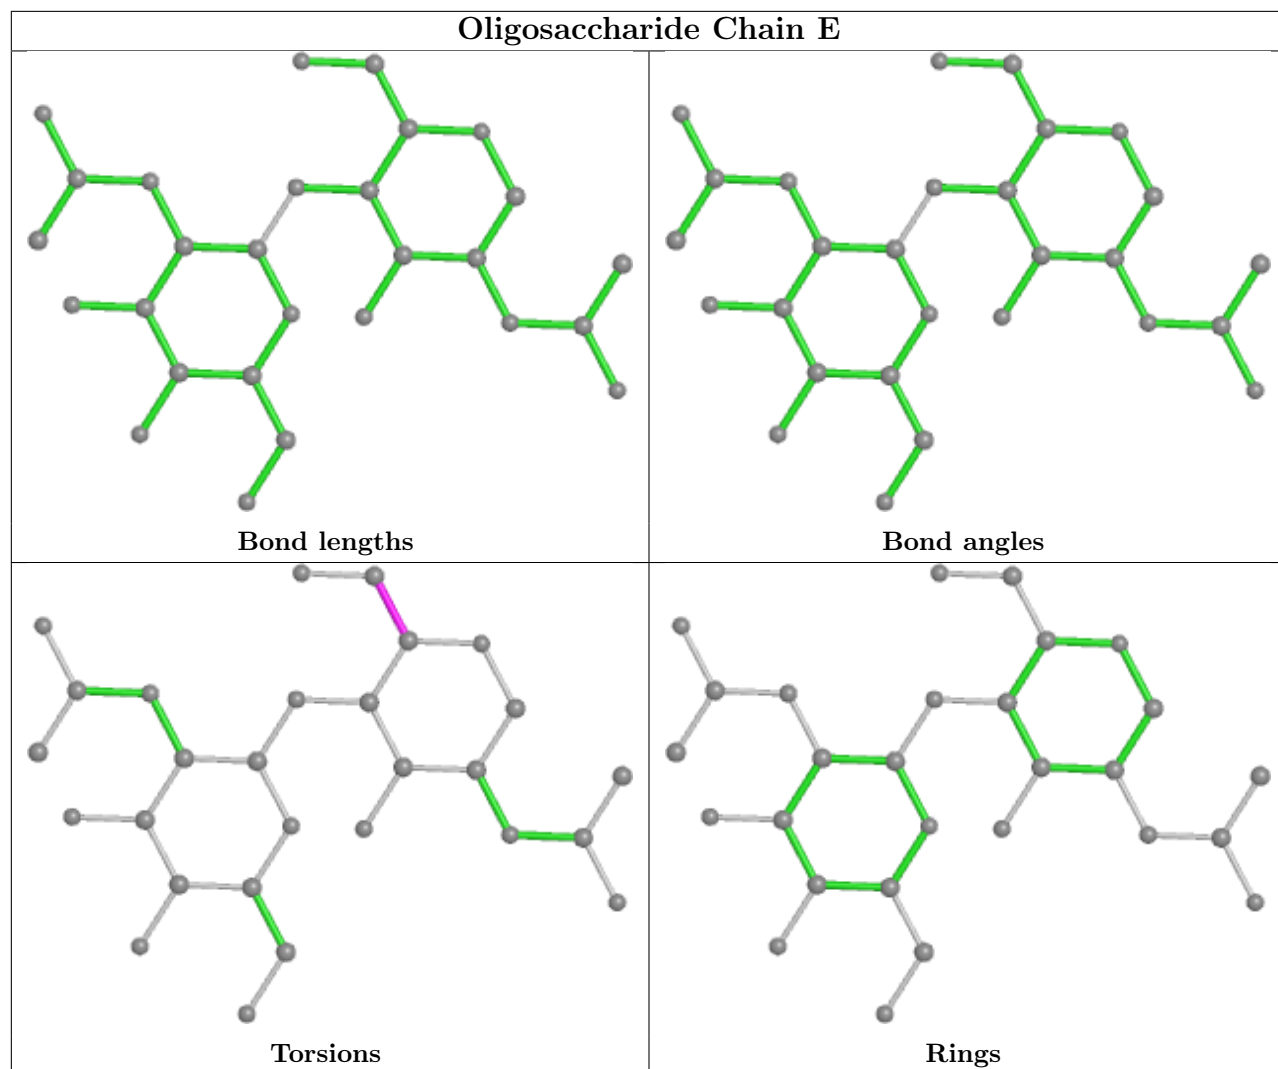 Oligosaccharide Chain E
Bond lengths
Bond angles
Torsions
Rings